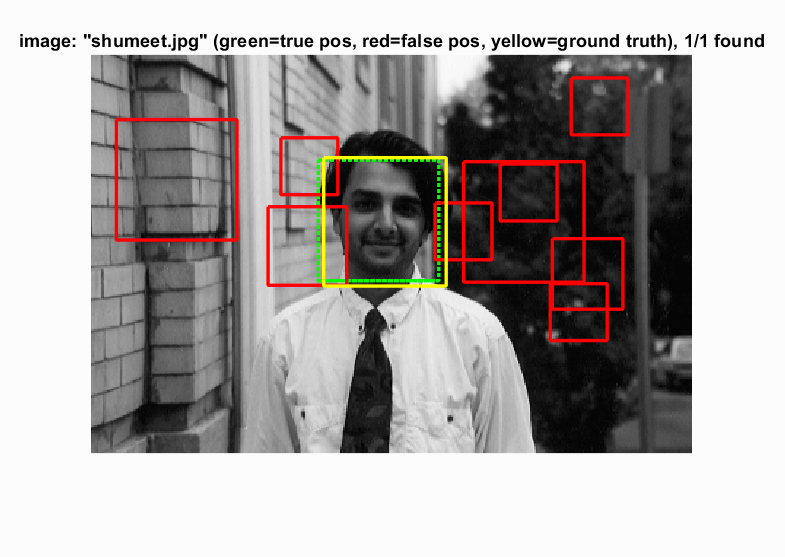 image: "shumeet.jpg" (green=true pos, red=false pos, yellow=ground truth), 1/1 found